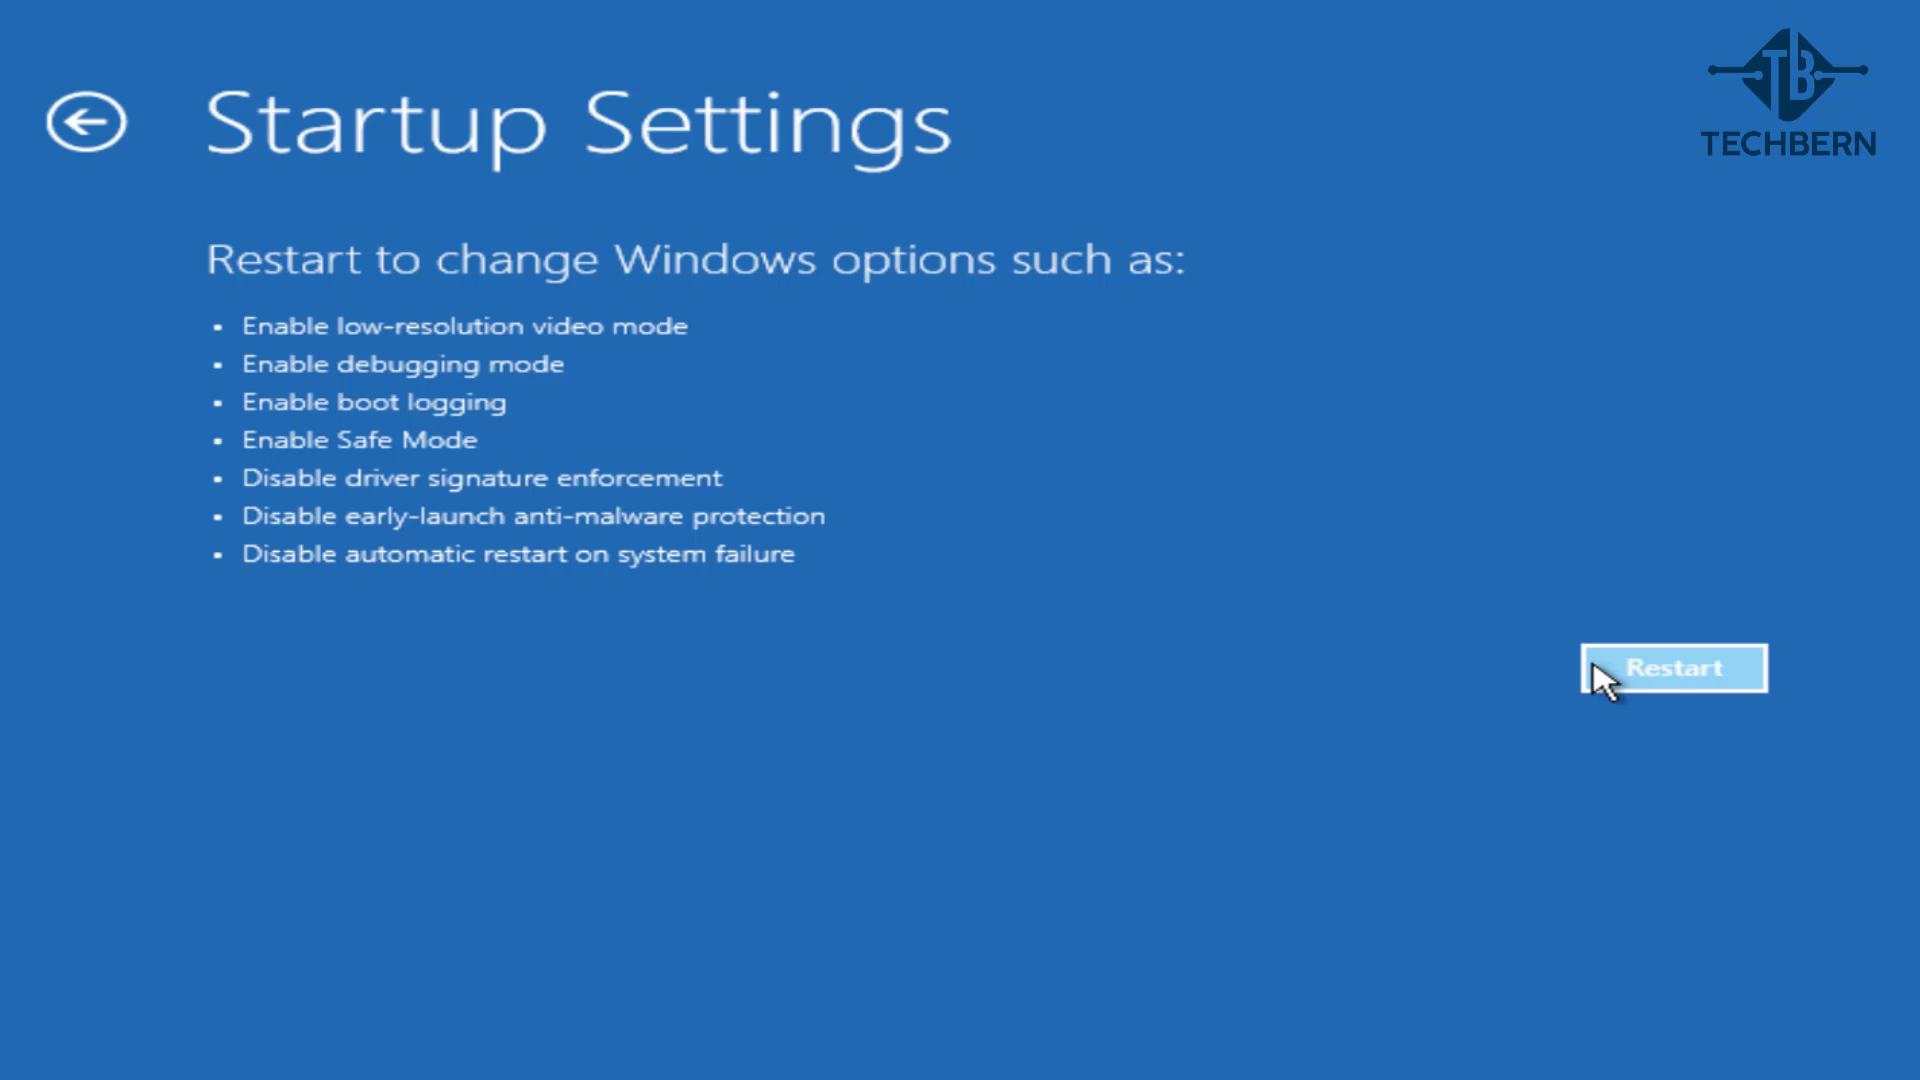 TB
TECHBERN
Startup Settings
Restart to change Windows options such as:
Enable low-resolution video mode
Enable debugging mode
Enable boot logging
Enable Safe Mode
Disable driver signature enforcement
Disable early-launch anti-malware protection
Disable automatic restart on system failure
Restart